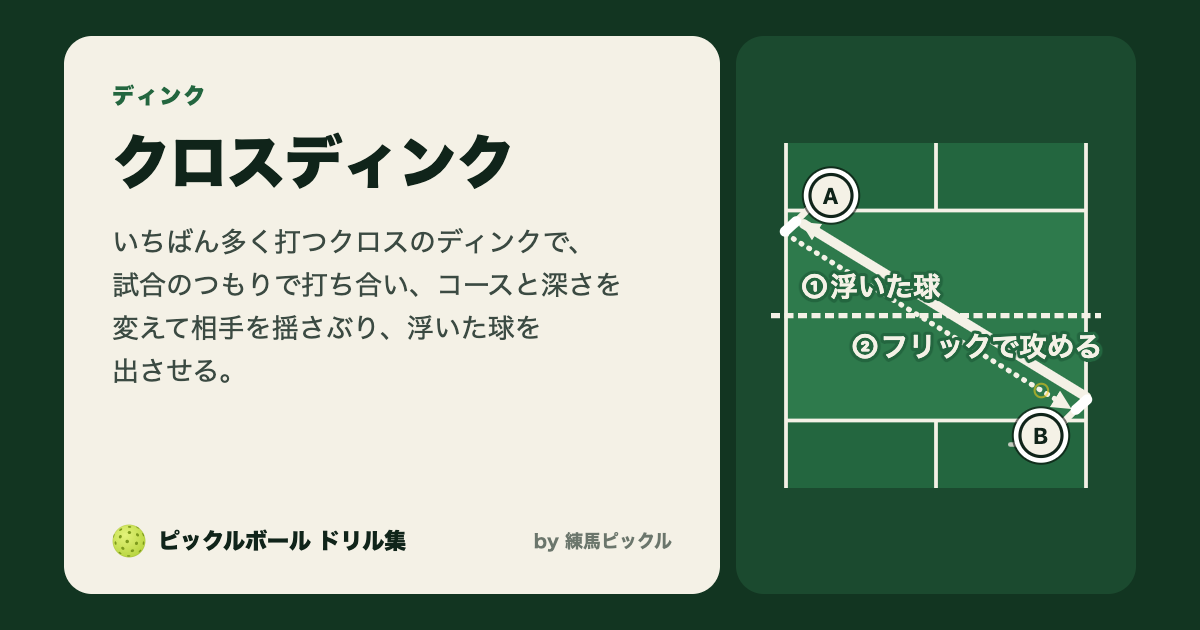 ディンク
クロスディンク
いちばん多く打つクロスのディンクで、
試合のつもりで打ち合い、コースと深さを
変えて相手を揺さぶり、浮いた球を
出させる。
ピックルボール ドリル集
by 練馬ピックル
A
①浮いた球
②フリックで攻める
B